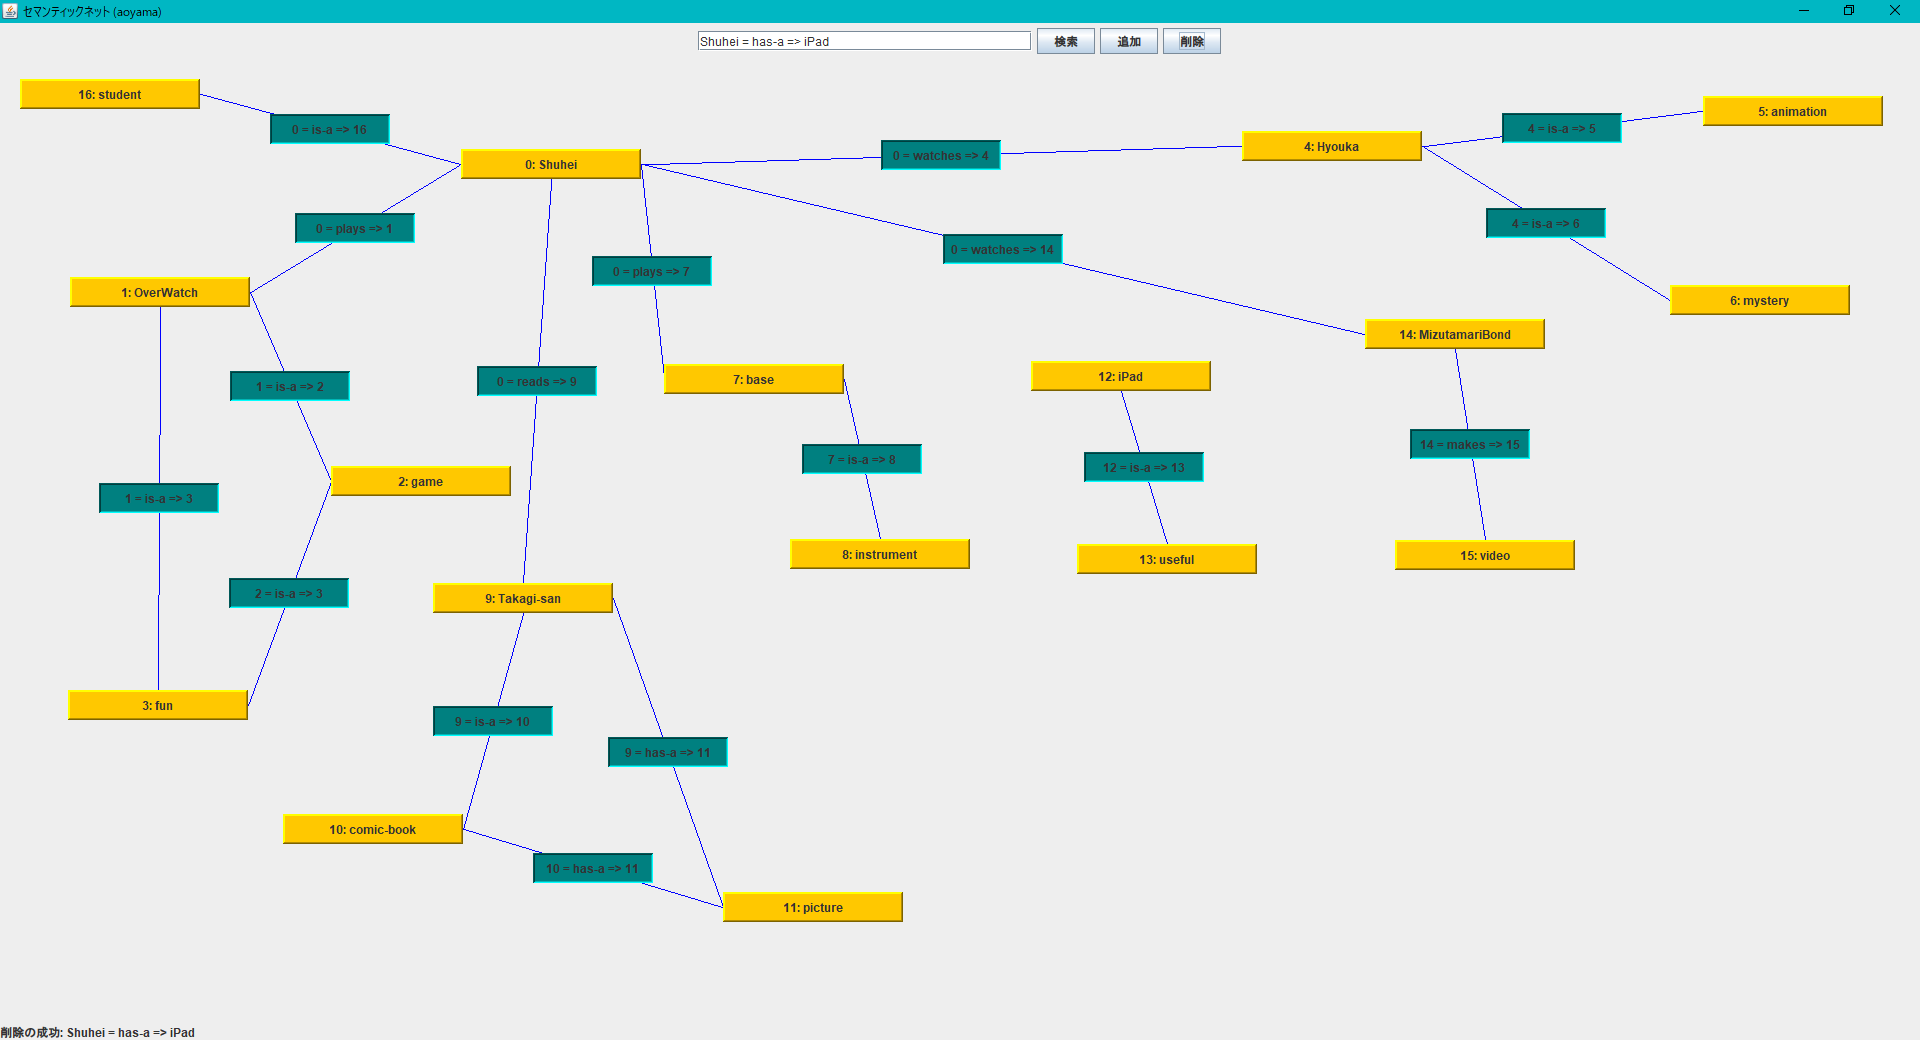 セマンティックネット (aoyama)
Shuhei = has-a => iPad
検索
追加
削除
16: student
0 = is-a => 16
0: Shuhei
0 = watches => 4
4: Hyouka
4 = is-a => 5
5: animation
0 = plays => 1
4 = is-a => 6
0 = watches => 14
0 = plays => 7
1: OverWatch
6: mystery
14: MizutamariBond
1 = is-a => 2
0 = reads => 9
7: base
12: iPad
14 = makes => 15
7 = is-a => 8
12 = is-a => 13
2: game
1 = is-a => 3
8: instrument
13: useful
15: video
2 = is-a => 3
9: Takagi-san
3: fun
9 = is-a => 10
9 = has-a => 11
10: comic-book
10 = has-a => 11
11: picture
削除の成功: Shuhei = has-a => iPad